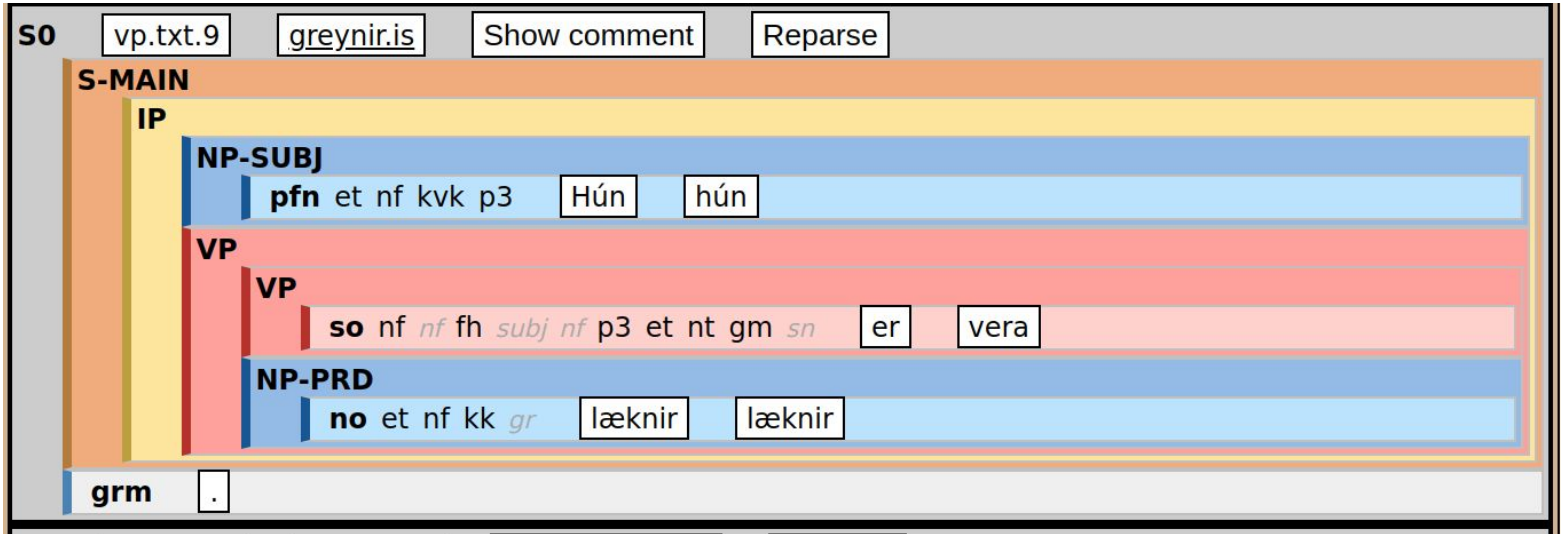 S0 vp.txt.9 greynir.is Show comment Reparse
S-MAIN
IP
NP-SUBJ
pfn et nf kvk p3 Hún hún
VP
VP
so nf nf fh subj nf p3 et nt gm sn er vera
NP-PRD
no et nf kk gr læknir læknir
grm .